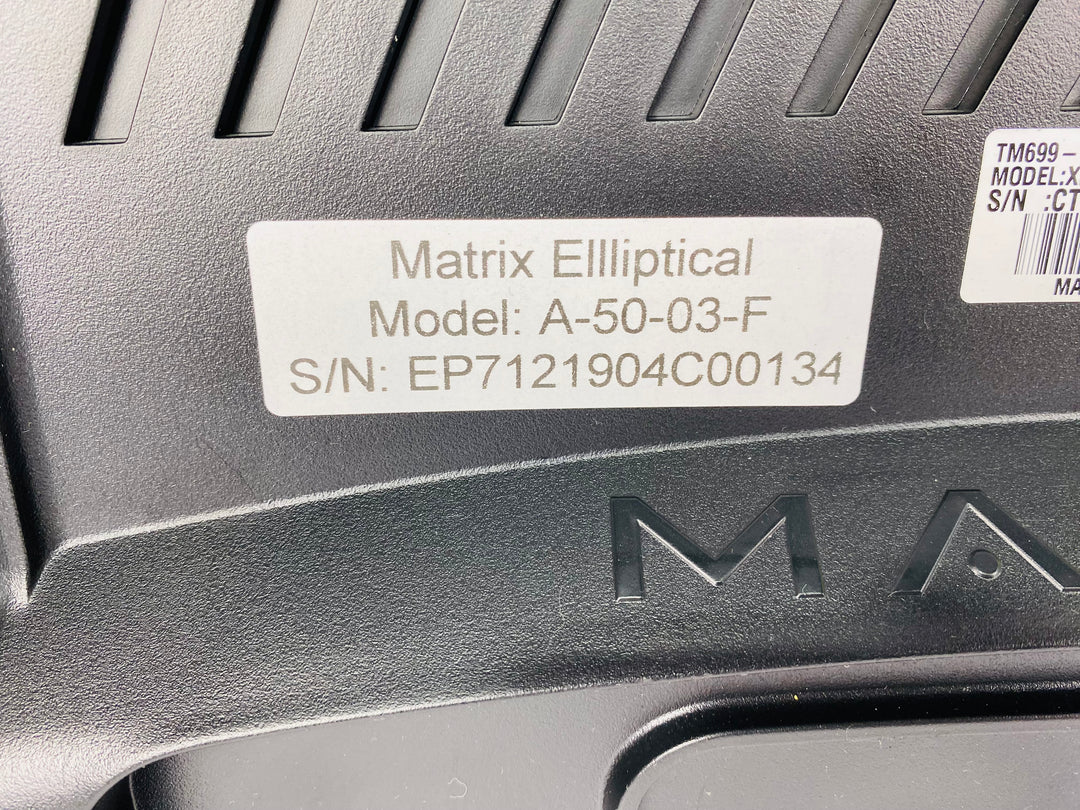 Matrix Ellliptical
Model: A-50-03-F
S/N: EP7121904C00134
TM699-
MODEL:X
S/N :CT
MA
MA